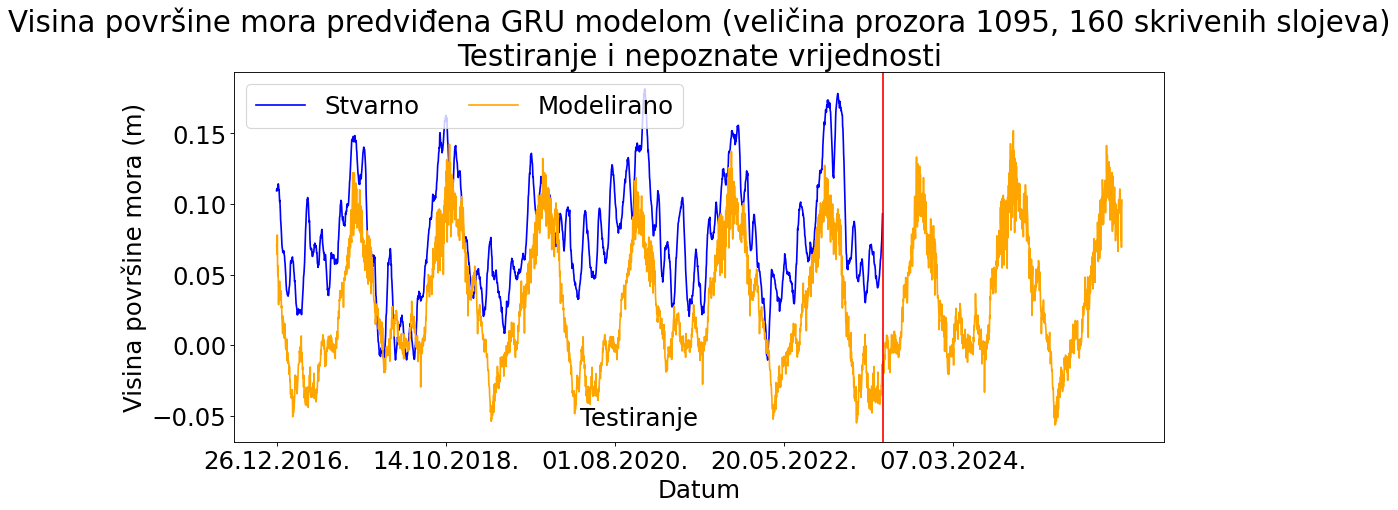 Visina površine mora predviđena GRU modelom (veličina prozora 1095, 160 skrivenih slojeva)
Testiranje i nepoznate vrijednosti
Stvarno Modelirano
Visina površine mora (m)
0.15
0.10
0.05
0.00
−0.05
Testiranje
26.12.2016. 14.10.2018. 01.08.2020. 20.05.2022. 07.03.2024.
Datum